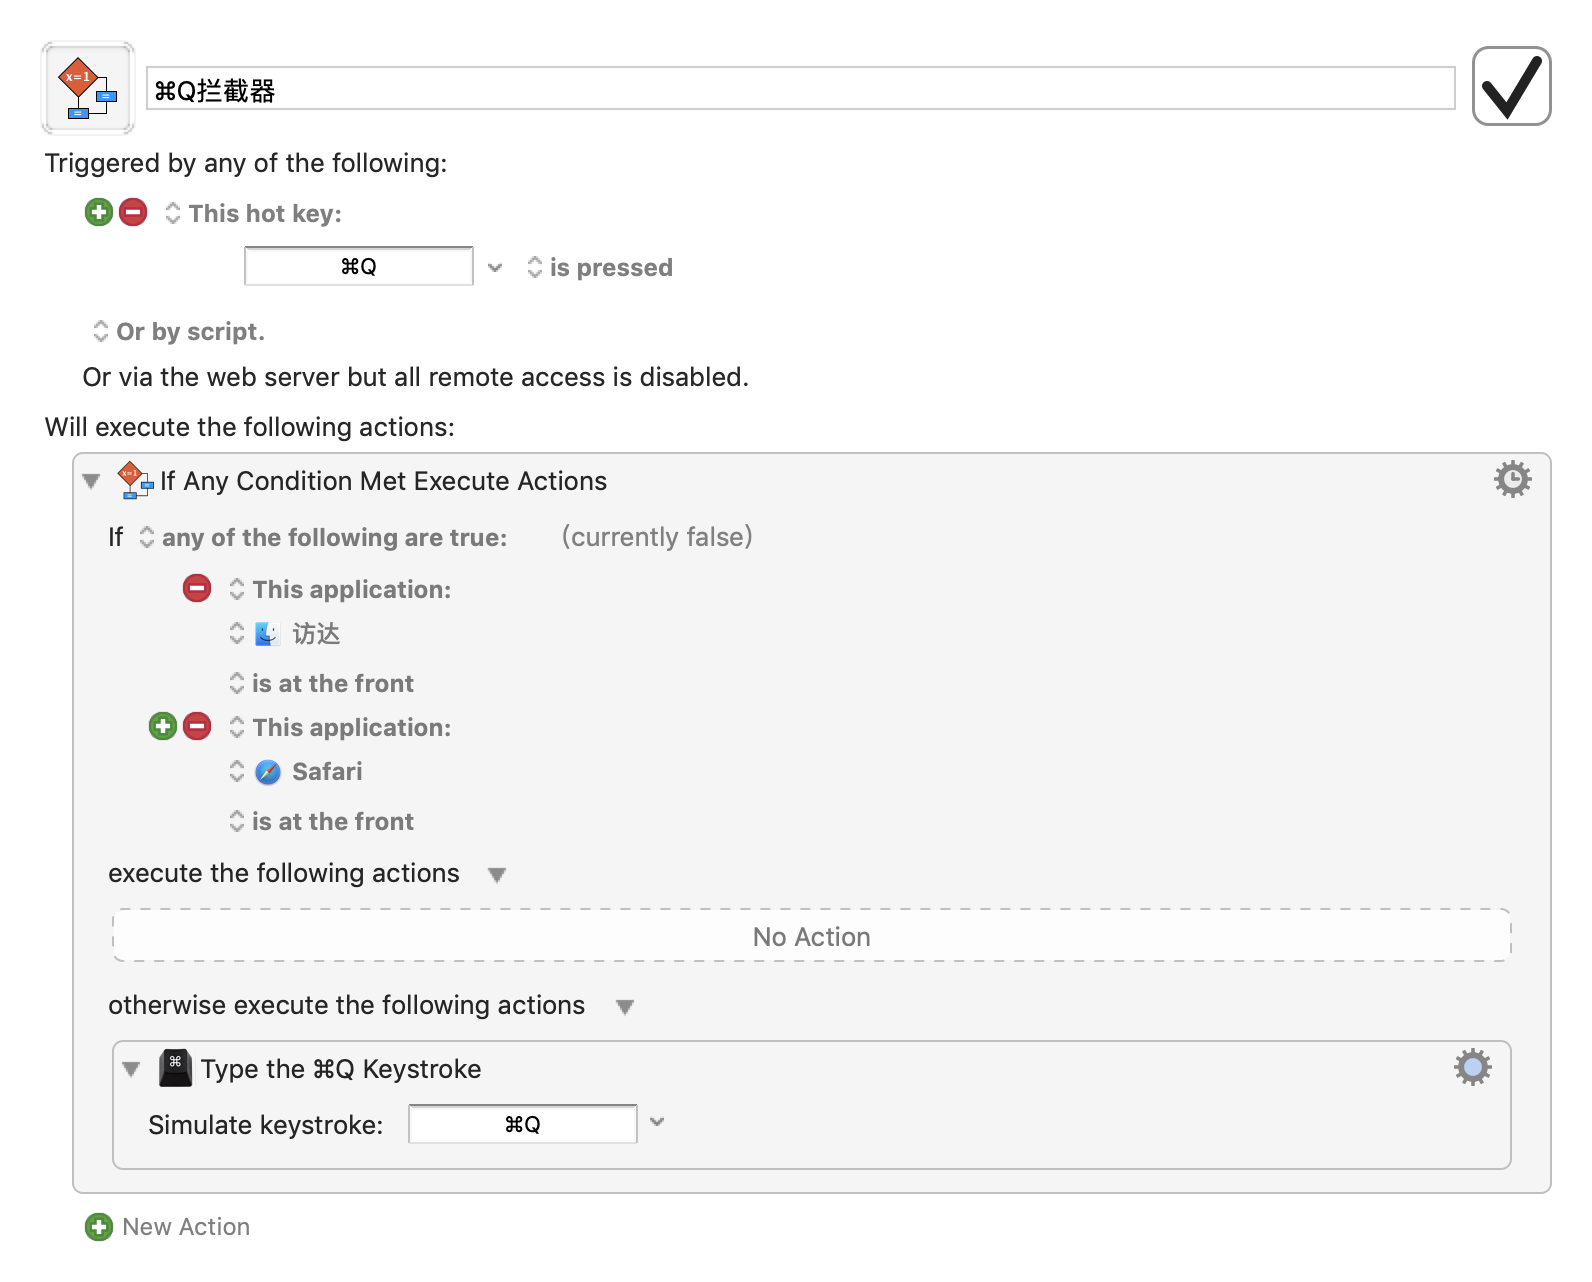 x=1
⌘Q拦截器
Triggered by any of the following:
This hot key:
⌘Q is pressed
Or by script.
Or via the web server but all remote access is disabled.
Will execute the following actions:
x=1 If Any Condition Met Execute Actions
If any of the following are true: (currently false)
This application:
访达
is at the front
This application:
Safari
is at the front
execute the following actions
No Action
otherwise execute the following actions
⌘ Type the ⌘Q Keystroke
Simulate keystroke: ⌘Q
New Action